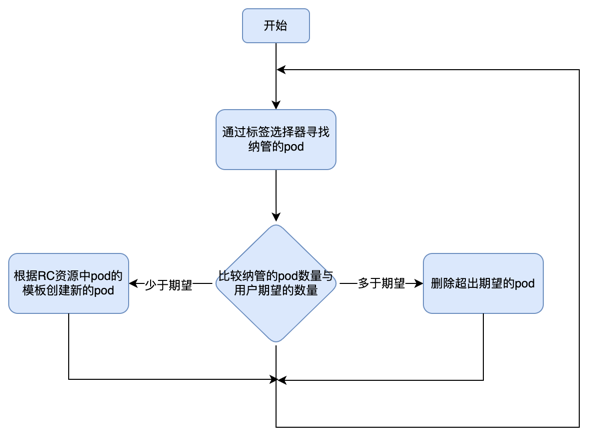 开始
通过标签选择器寻找
纳管的pod
比较纳管的pod数量与
用户期望的数量
少于期望
多于期望
根据RC资源中pod的
模板创建新的pod
删除超出期望的pod